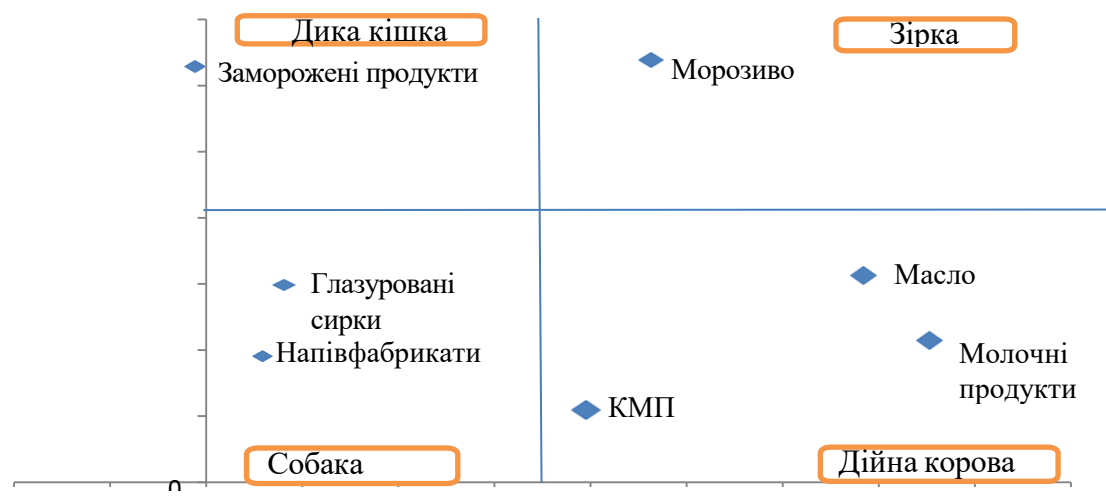 Дика кішка
Зірка
Заморожені продукти
Морозиво
Глазуровані
сирки
Масло
Напівфабрикати
Молочні
продукти
КМП
Собака
Дійна корова
0